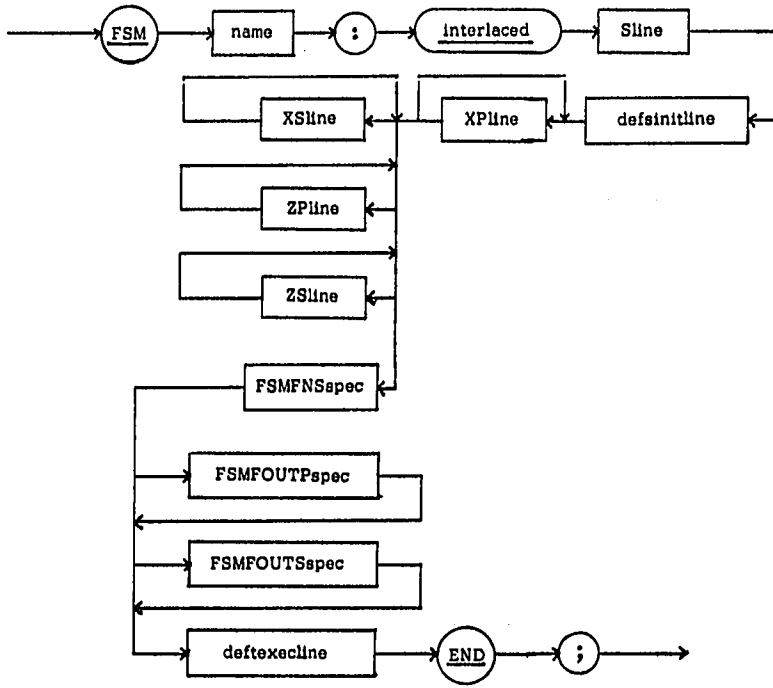 FSM name : interlaced Sline
XSline XPline defsinitline
ZPline
ZSline
FSMFNSspec
FSMFOUTPspec
FSMFOUTSspec
deftexecline END ;